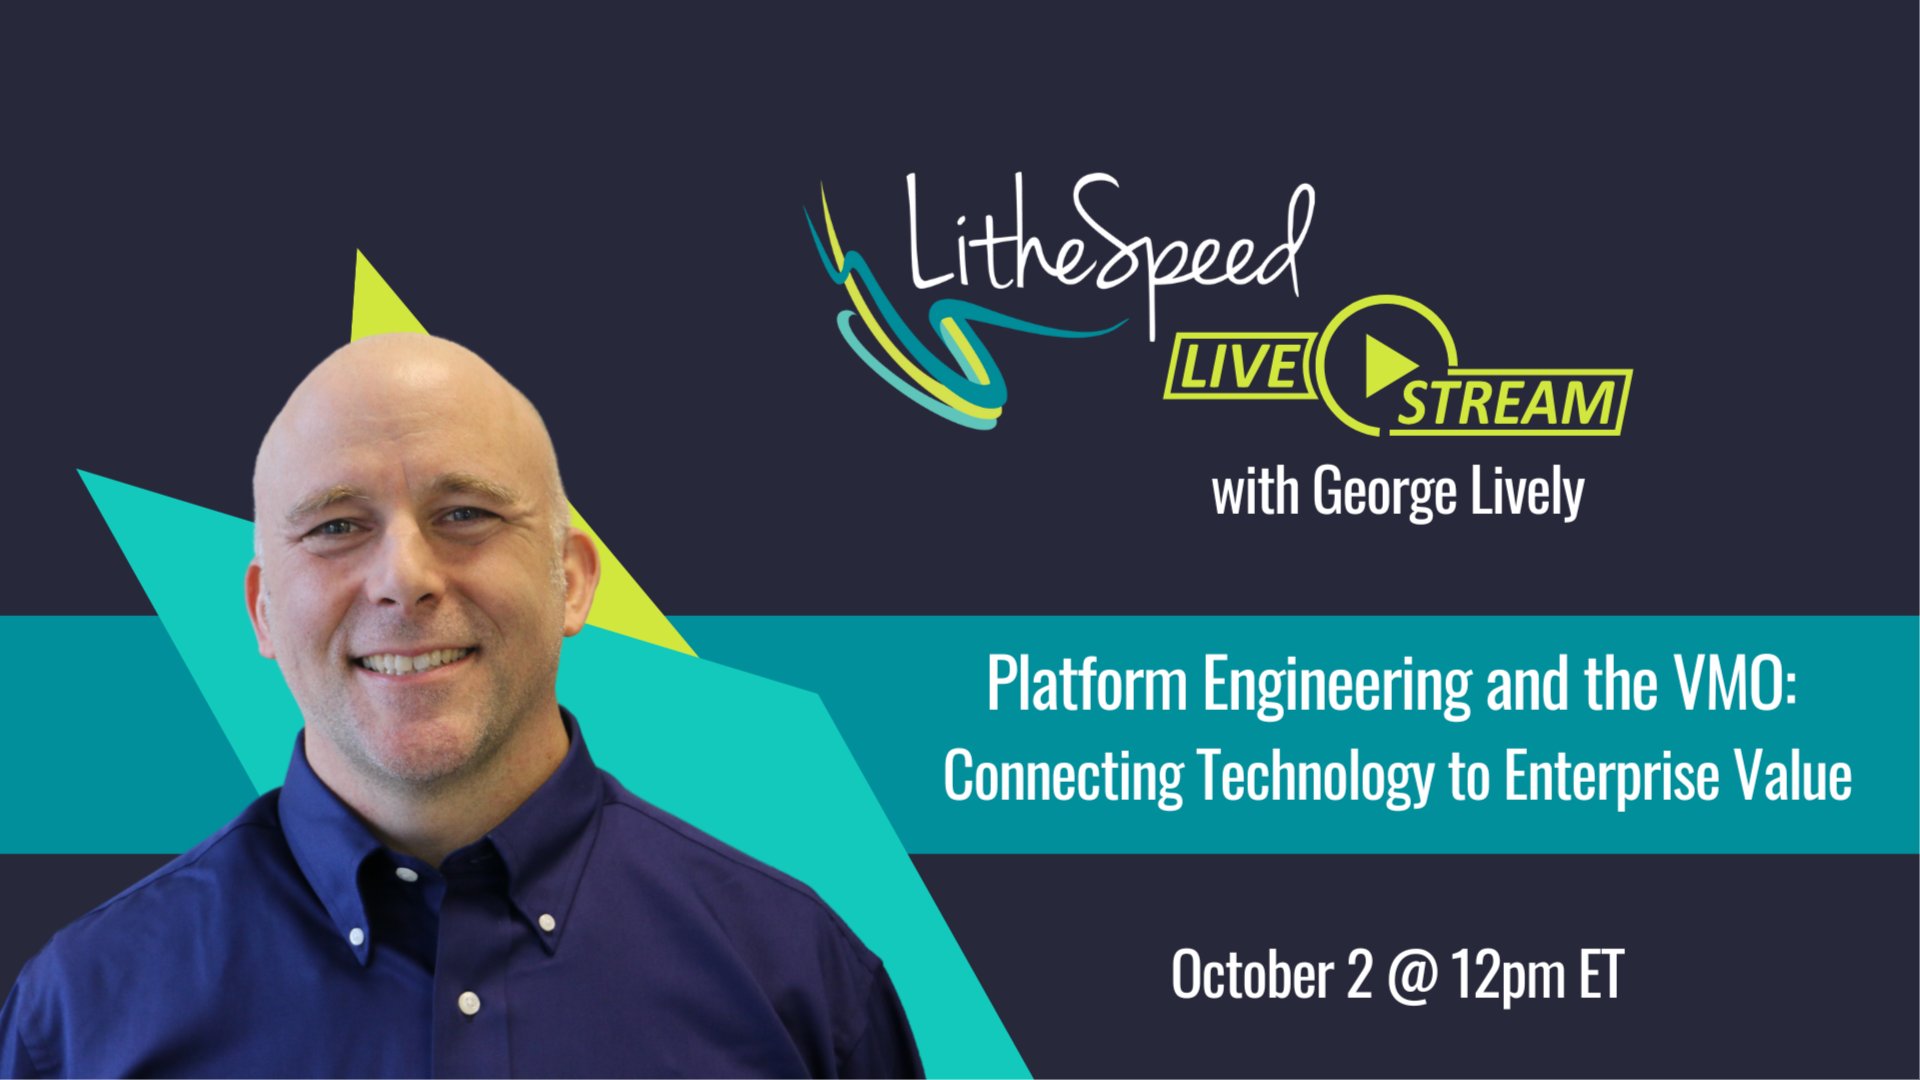 LitheSpeed
LIVE
STREAM
with George Lively
Platform Engineering and the VMO:
Connecting Technology to Enterprise Value
October 2 @ 12pm ET